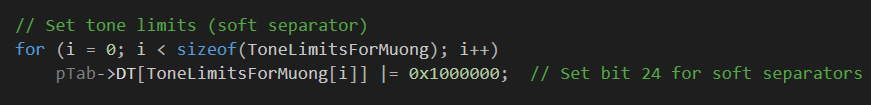 // Set tone limits (soft separator)
for (i = 0; i < sizeof(ToneLimitsForMuong); i++)
    pTab->DT[ToneLimitsForMuong[i]] |= 0x1000000;  // Set bit 24 for soft separators